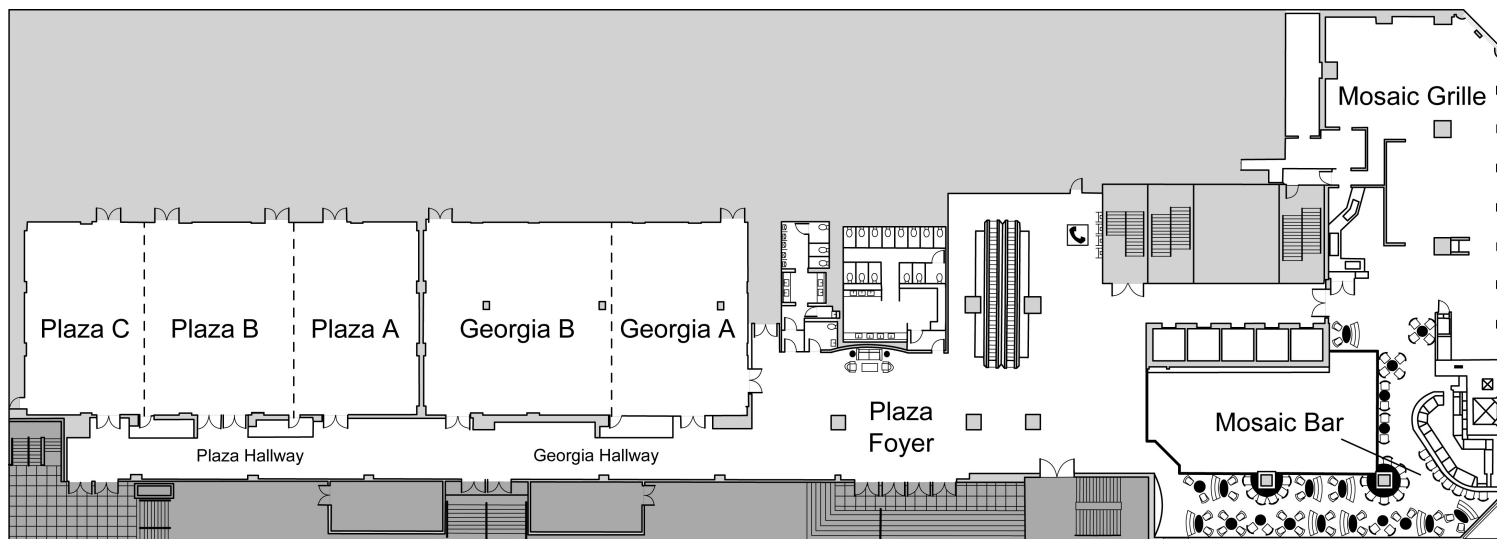 Mosaic Grille
Plaza C
Plaza B
Plaza A
Georgia B
Georgia A
Plaza
Foyer
Mosaic Bar
Plaza Hallway
Georgia Hallway